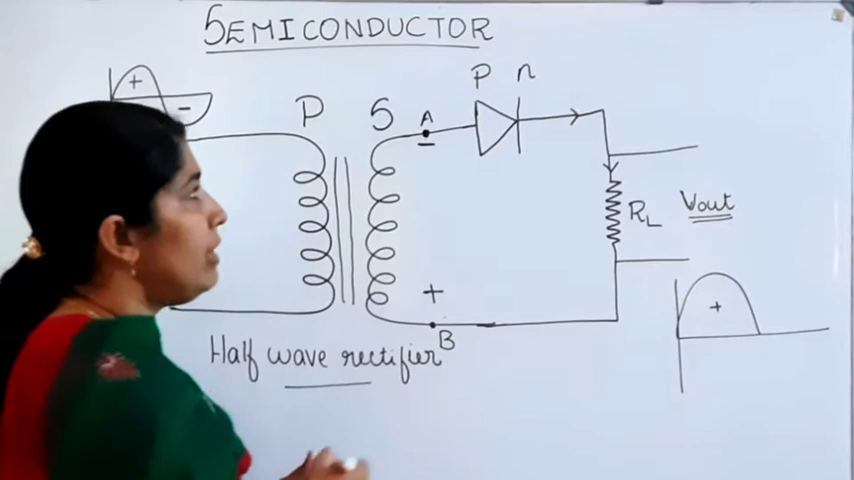 SEMICONDUCTOR
+
-
P
S
A
-
P n
RL
Vout
+
B
+
Half wave rectifier